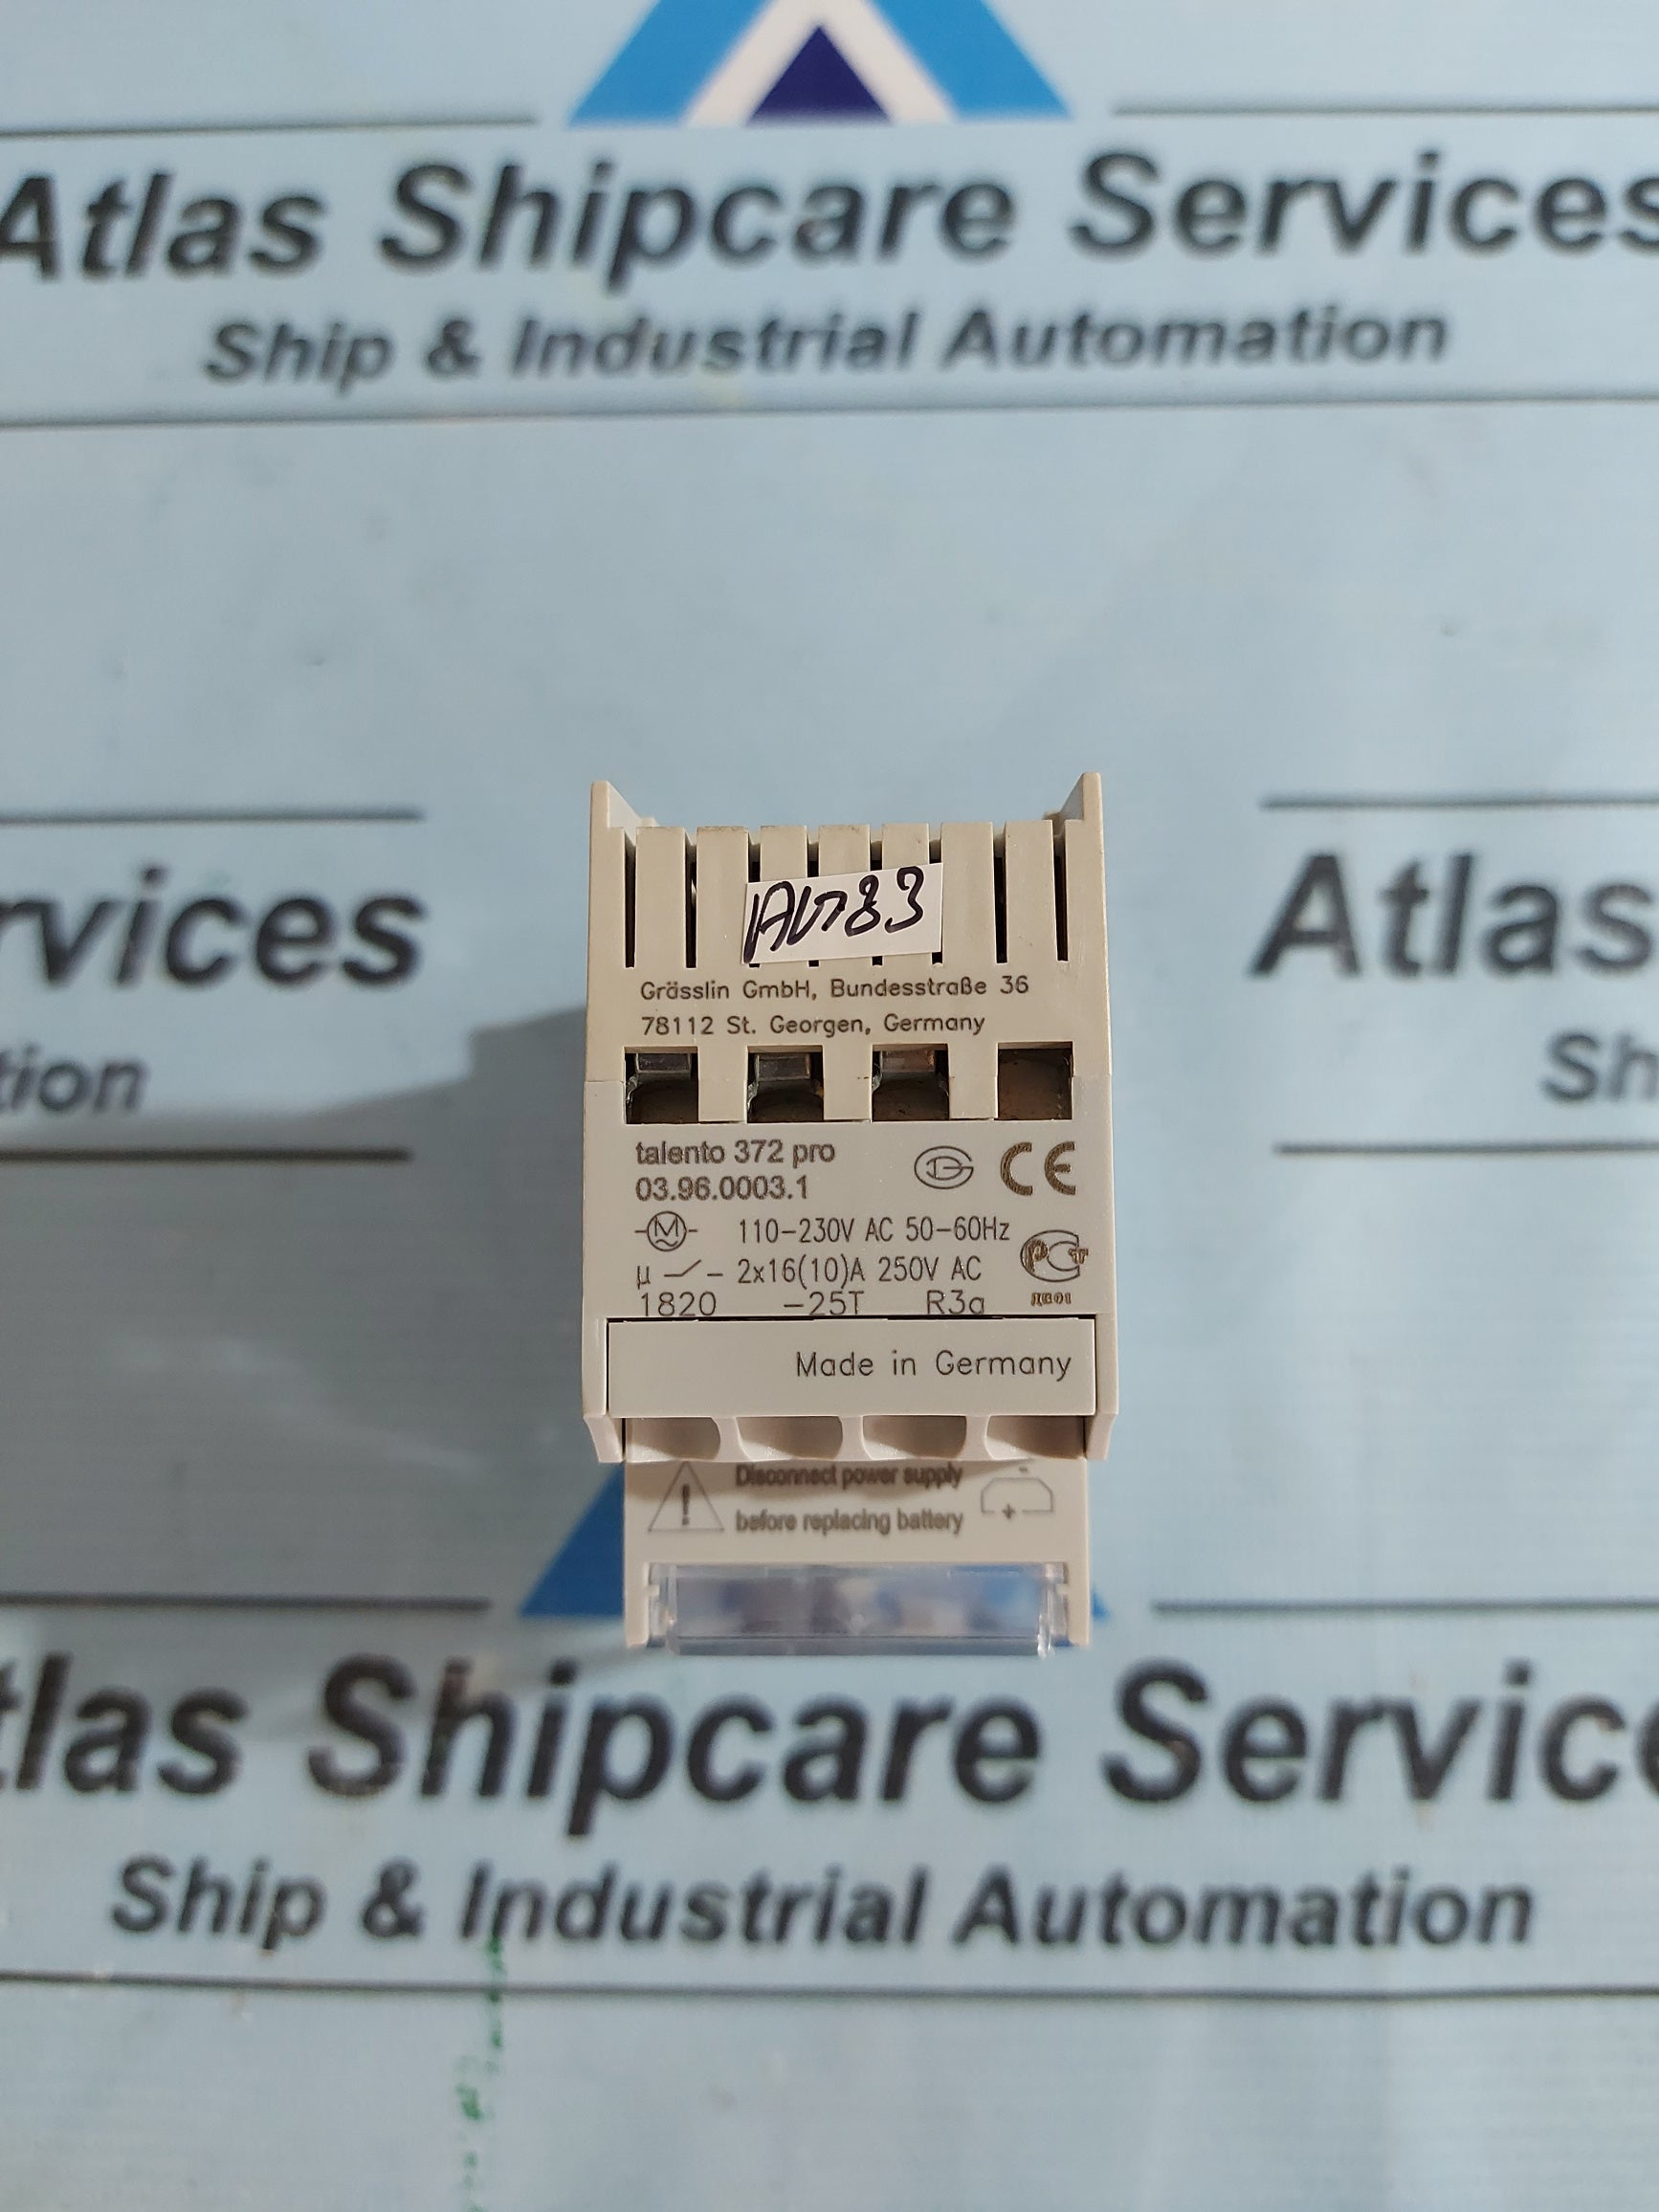 Atlas Shipcare Services
Ship & Industrial Automation
rvices
tion
Atlas
Sh
Grässlin GmbH, Bundesstraße 36
78112 St. Georgen, Germany
talento 372 pro
03.96.0003.1
CE
M 110-230V AC 50-60Hz
µ 2x16(10)A 250V AC
1820 -25T R3a
Made in Germany
Disconnect power supply
before replacing battery
tlas Shipcare Service
Ship & Industrial Automation